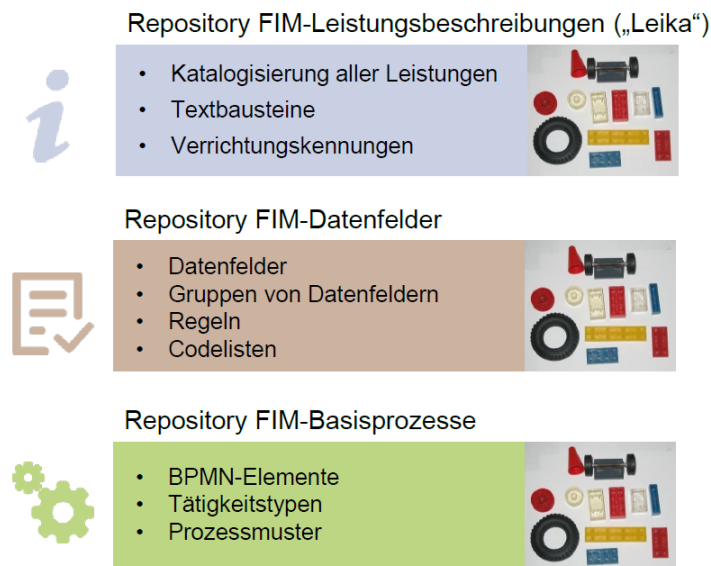 Repository FIM-Leistungsbeschreibungen („Leika“)
• Katalogisierung aller Leistungen
• Textbausteine
• Verrichtungskennungen
Repository FIM-Datenfelder
• Datenfelder
• Gruppen von Datenfeldern
• Regeln
• Codelisten
Repository FIM-Basisprozesse
• BPMN-Elemente
• Tätigkeitstypen
• Prozessmuster